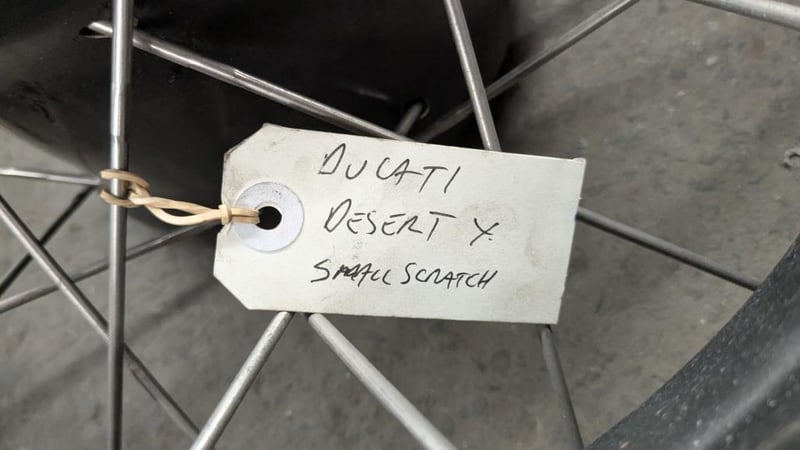 DUCATI
DESERT X
SMALL SCRATCH